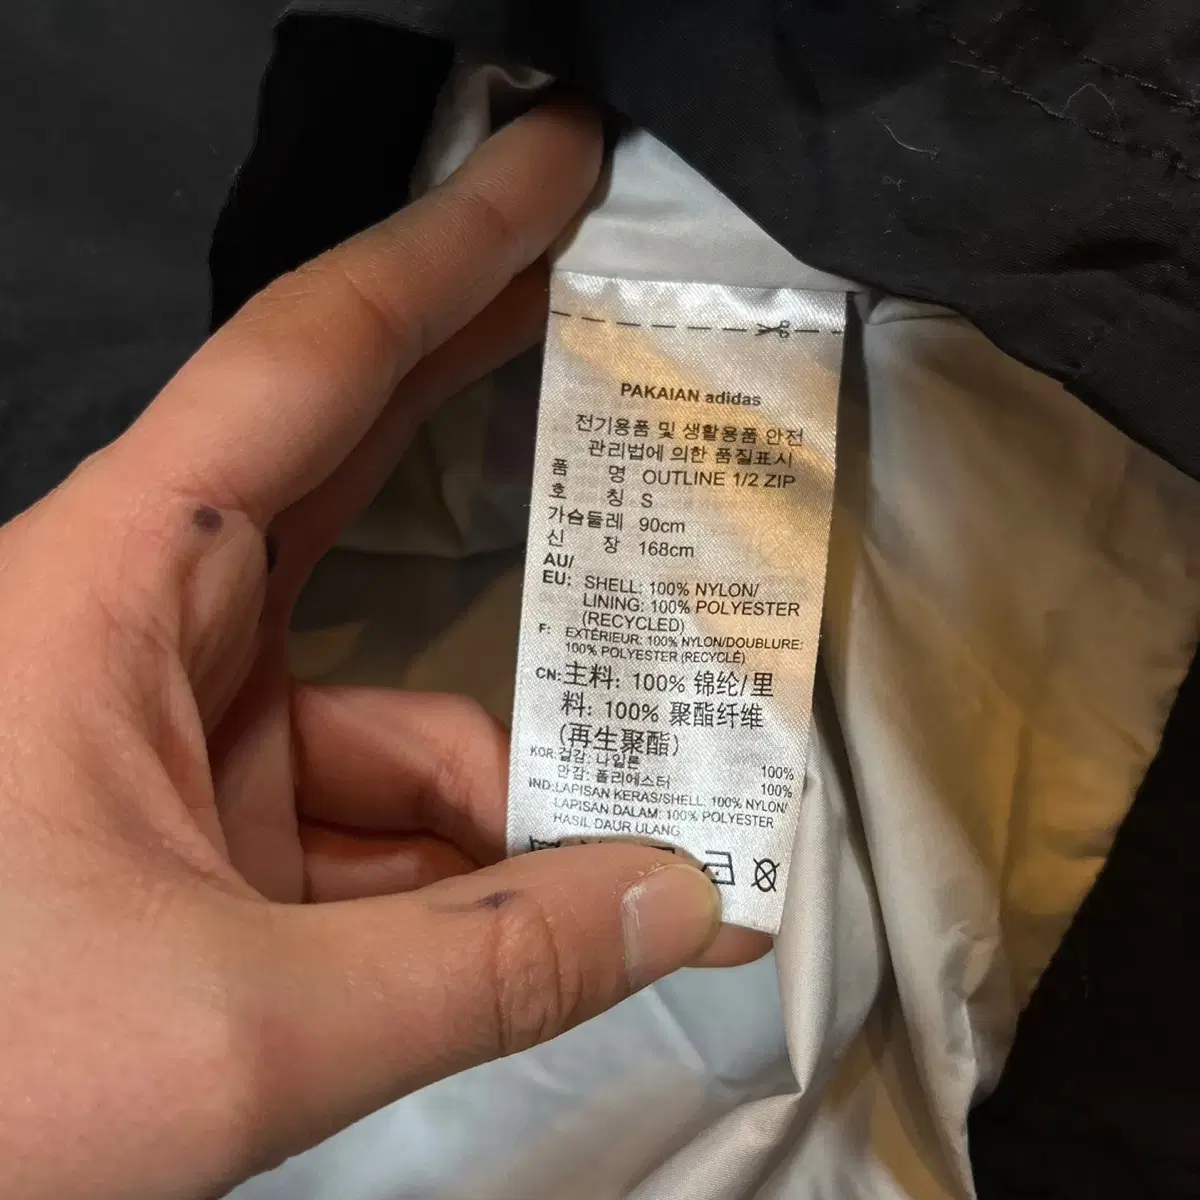 PAKAIAN adidas
전기용품 및 생활용품 안전
관리법에 의한 품질표시
품 명 OUTLINE 1/2 ZIP
호 칭 S
가슴둘레 90cm
신 장 168cm
AU/
EU: SHELL: 100% NYLON/
LINING: 100% POLYESTER
(RECYCLED)
F: EXTÉRIEUR: 100% NYLON/DOUBLURE:
100% POLYESTER (RECYCLÉ)
CN:主料: 100% 锦纶/里
料: 100% 聚酯纤维
(再生聚酯)
KOR:겉감: 나일론 100%
안감: 폴리에스터 100%
IND:LAPISAN KERAS/SHELL: 100% NYLON/
LAPISAN DALAM: 100% POLYESTER
HASIL DAUR ULANG